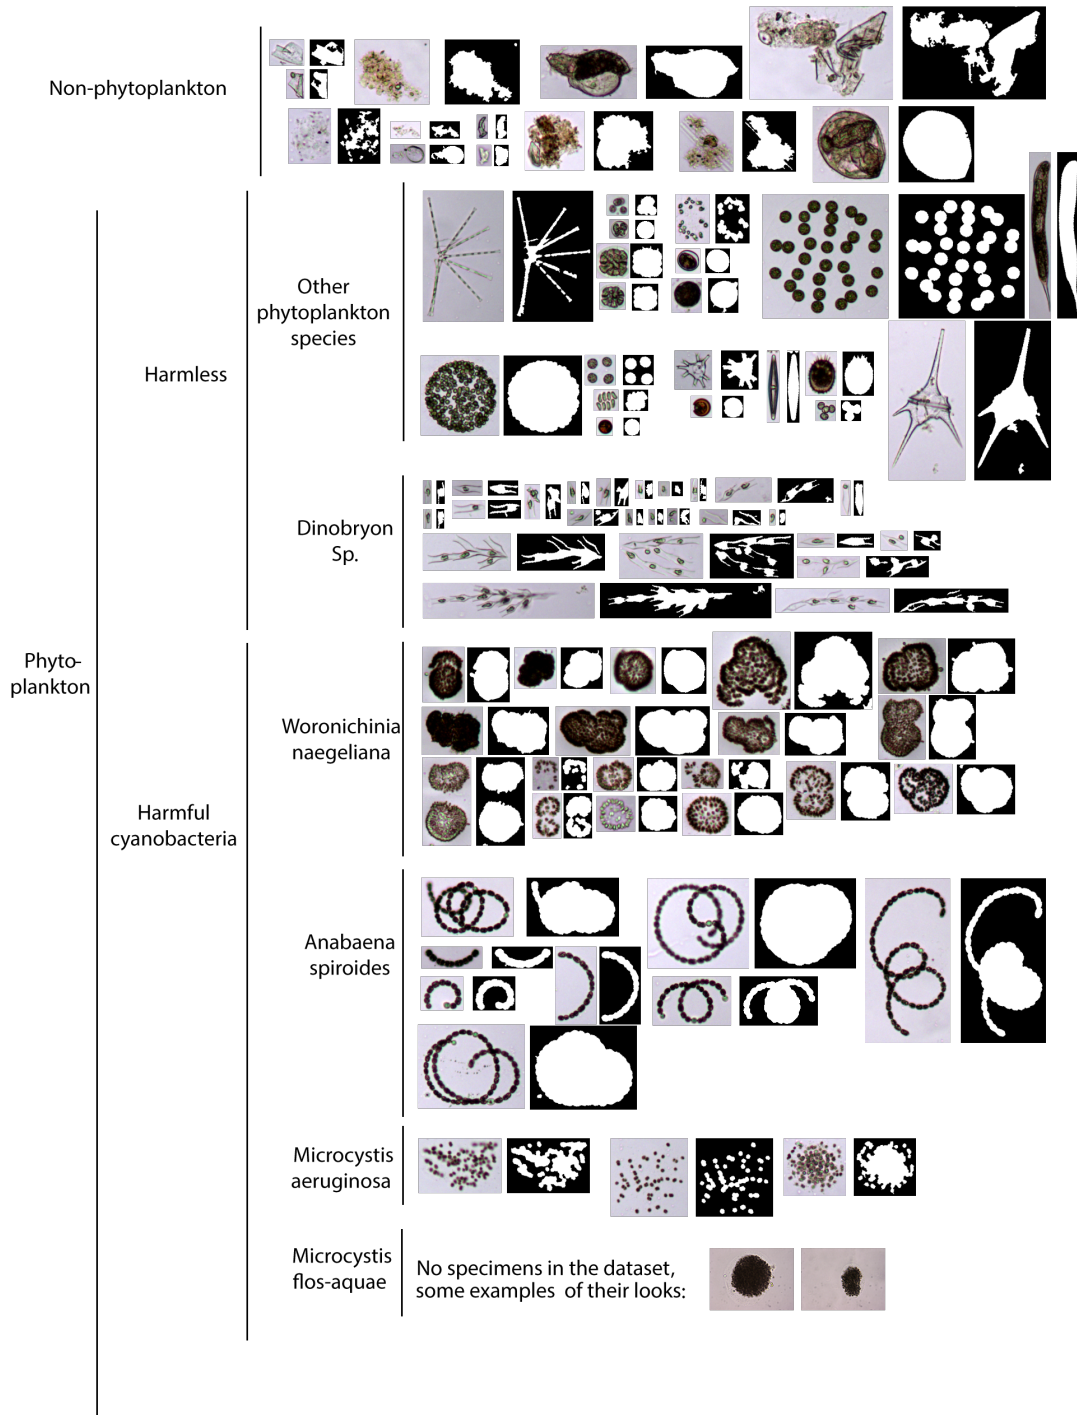 Non-phytoplankton
Other
phytoplankton
species
Harmless
Dinobryon
Sp.
Phyto-
plankton
Woronichinia
naegeliana
Harmful
cyanobacteria
Anabaena
spiroides
Microcystis
aeruginosa
Microcystis
flos-aquae
No specimens in the dataset,
some examples of their looks: